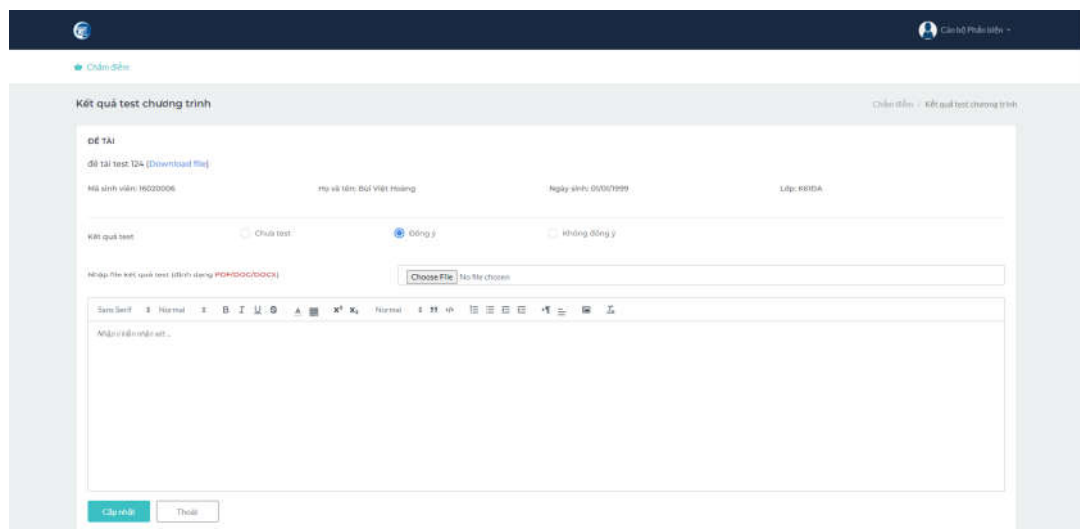 Cán bộ Phản biện
Chấm điểm
Kết quả test chương trình
Chấm điểm / Kết quả test chương trình
ĐỀ TÀI
đề tài test 124 (Download file)
Mã sinh viên: 16020006 Họ và tên: Bùi Việt Hoàng Ngày sinh: 01/01/1999 Lớp: K61DA
Kết quả test Chưa test Đồng ý Không đồng ý
Nhập file kết quả test (định dạng PDF/DOC/DOCX) Choose File No file chosen
Sans Serif Normal B I U S A X² X₂ Normal
Nhập ý kiến nhận xét...
Cập nhật Thoát